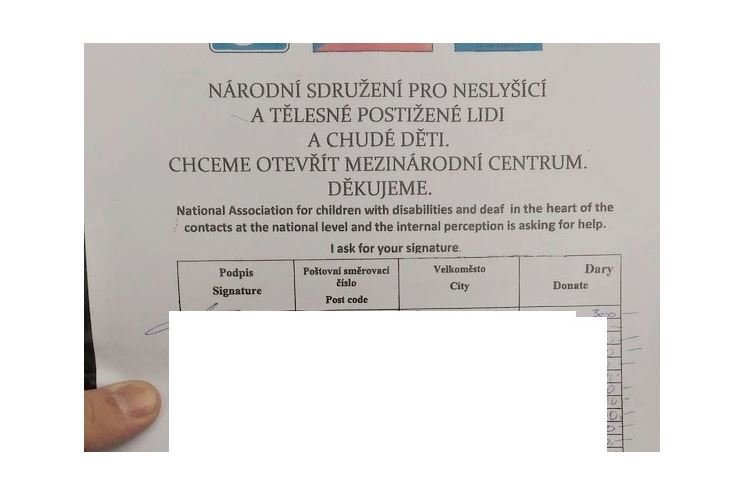 NÁRODNÍ SDRUŽENÍ PRO NESLYŠÍCÍ
A TĚLESNÉ POSTIŽENÉ LIDI
A CHUDÉ DĚTI.
CHCEME OTEVŘÍT MEZINÁRODNÍ CENTRUM.
DĚKUJEME.
National Association for children with disabilities and deaf in the heart of the
contacts at the national level and the internal perception is asking for help.
I ask for your signature.
Podpis
Signature
Poštovní směrovací
číslo
Post code
Velkoměsto
City
Dary
Donate
300